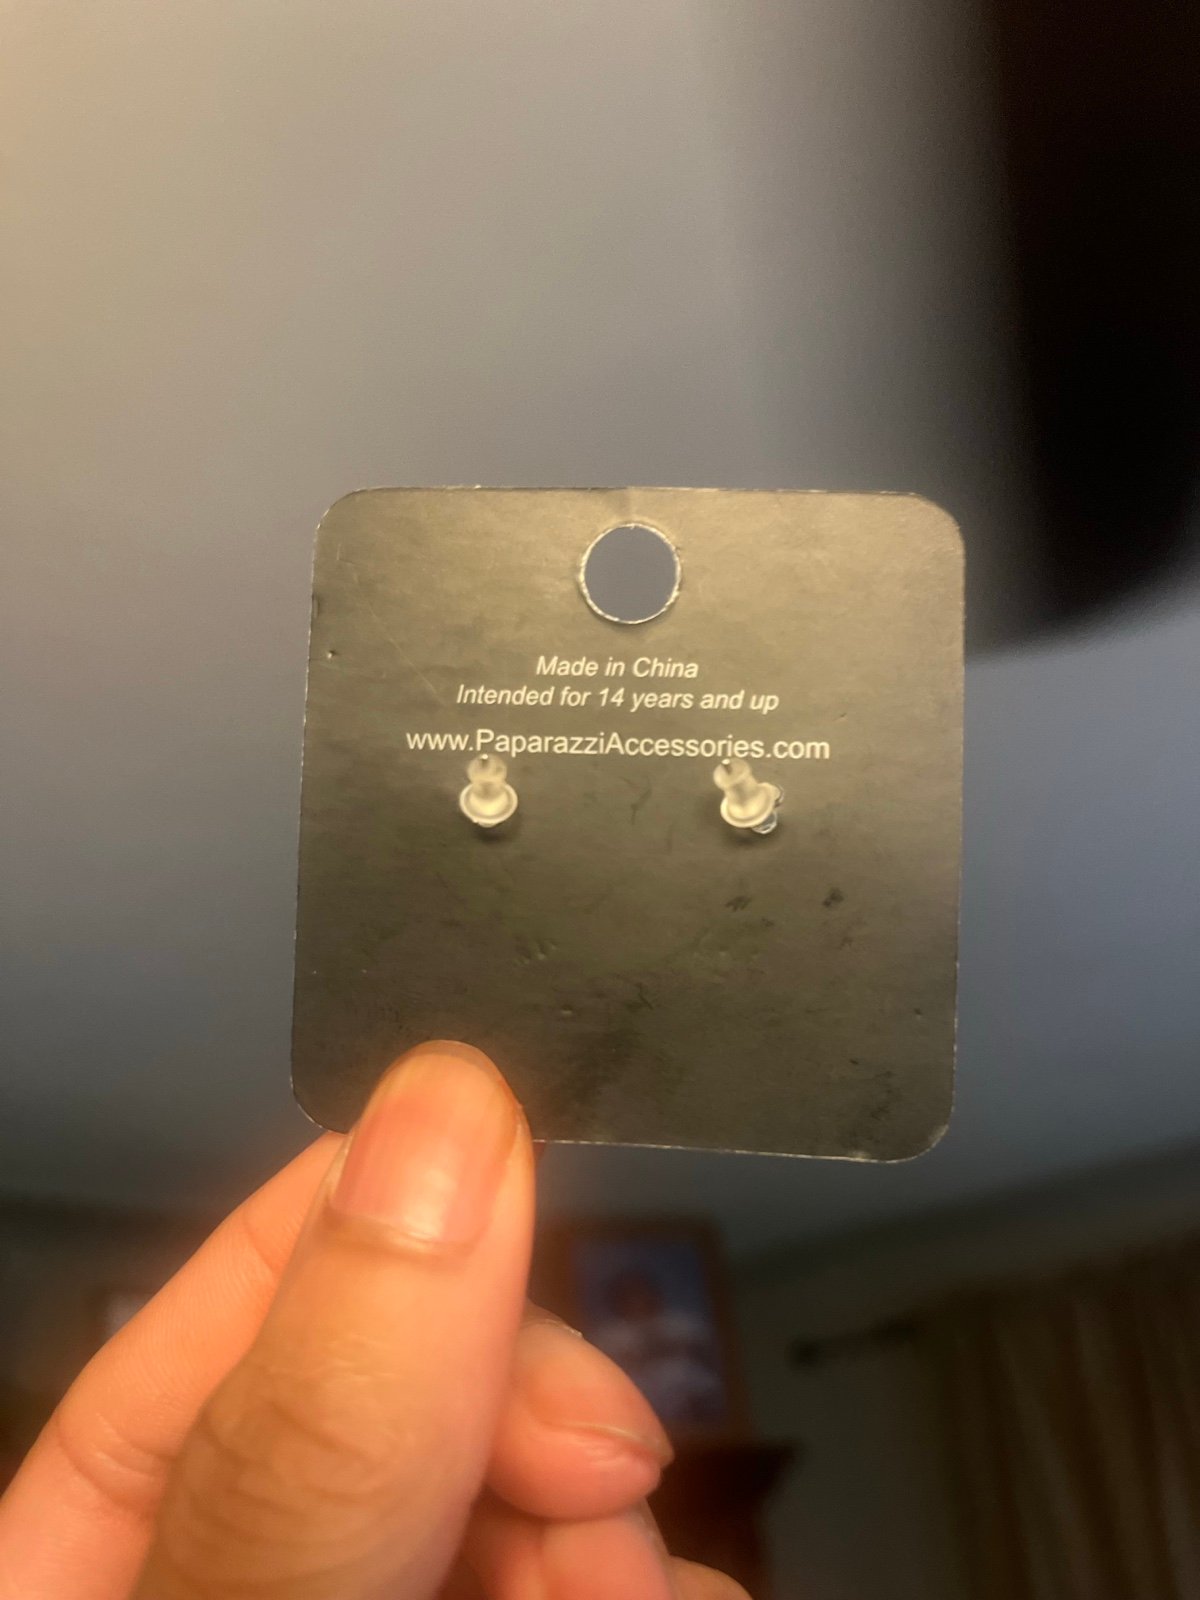 Made in China
Intended for 14 years and up
www.PaparazziAccessories.com